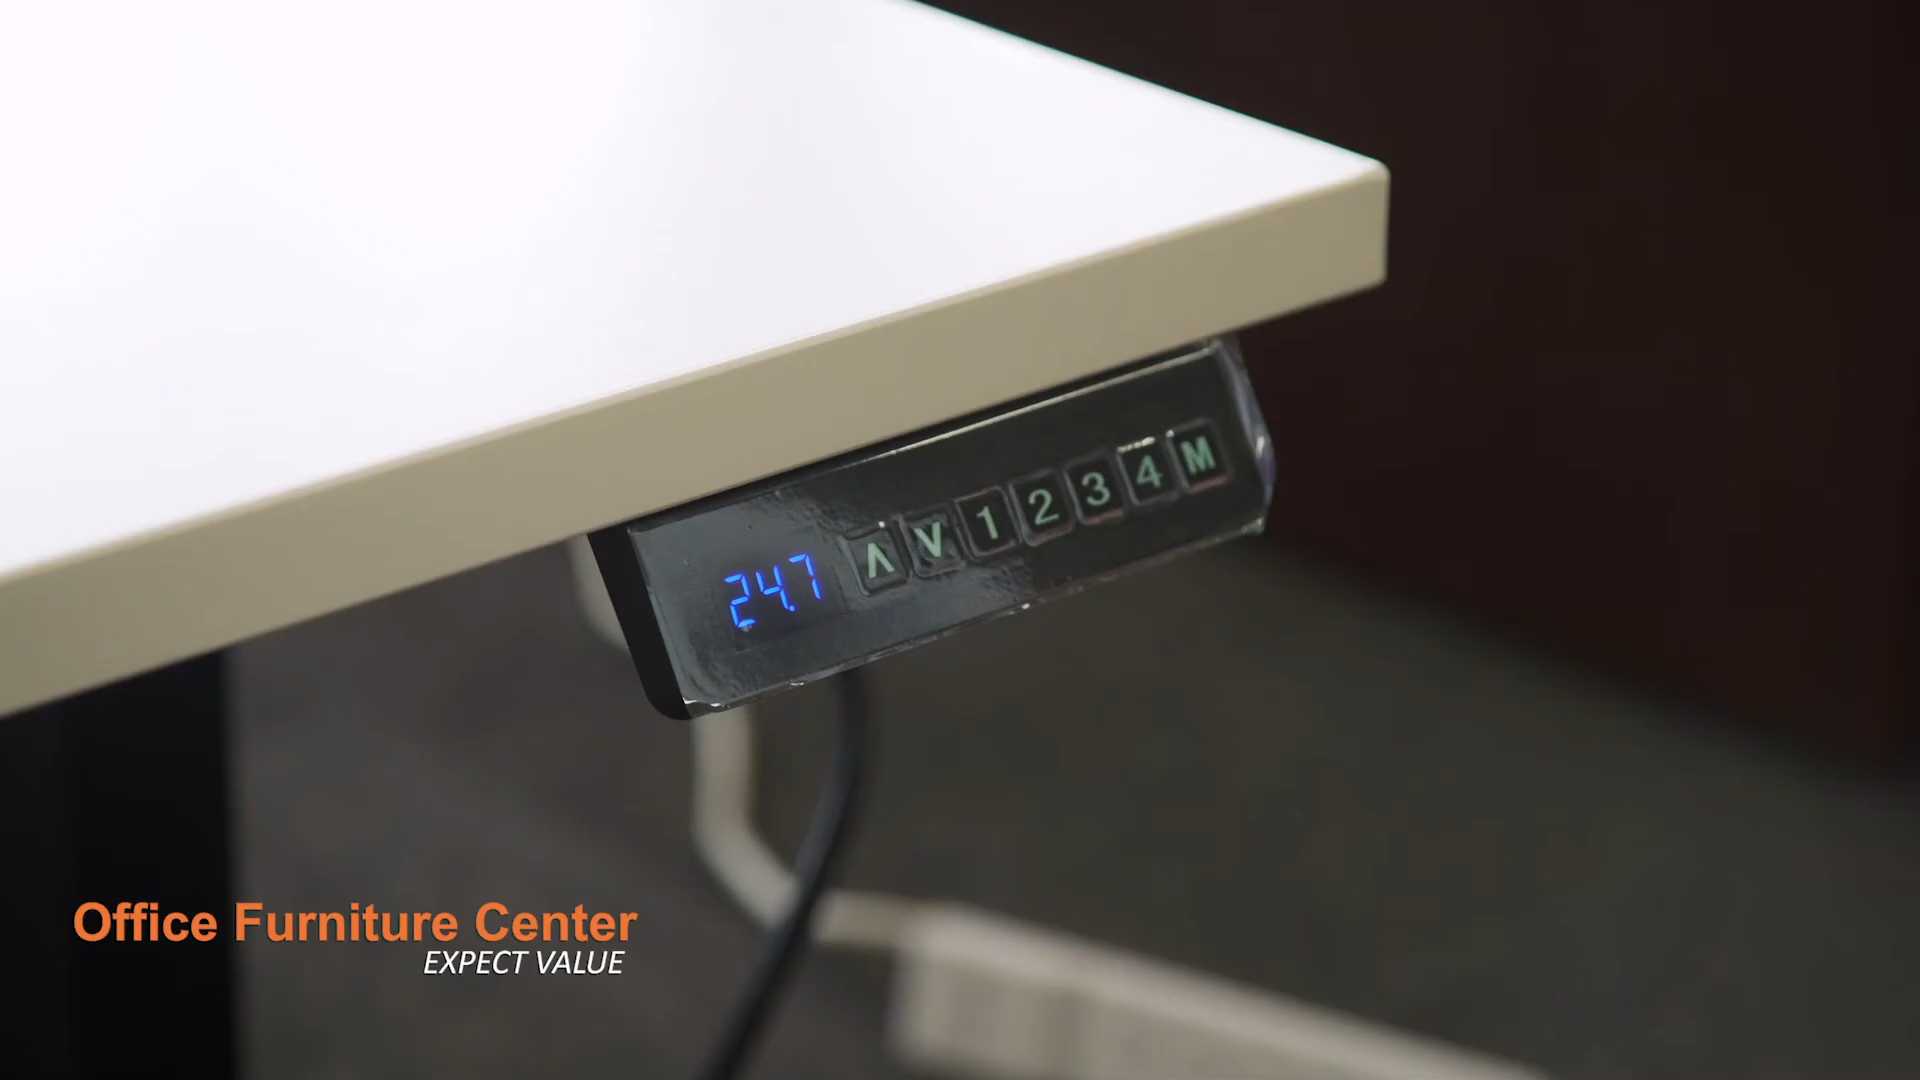 24.7 ∧ ∨ 1 2 3 4 M
Office Furniture Center
EXPECT VALUE